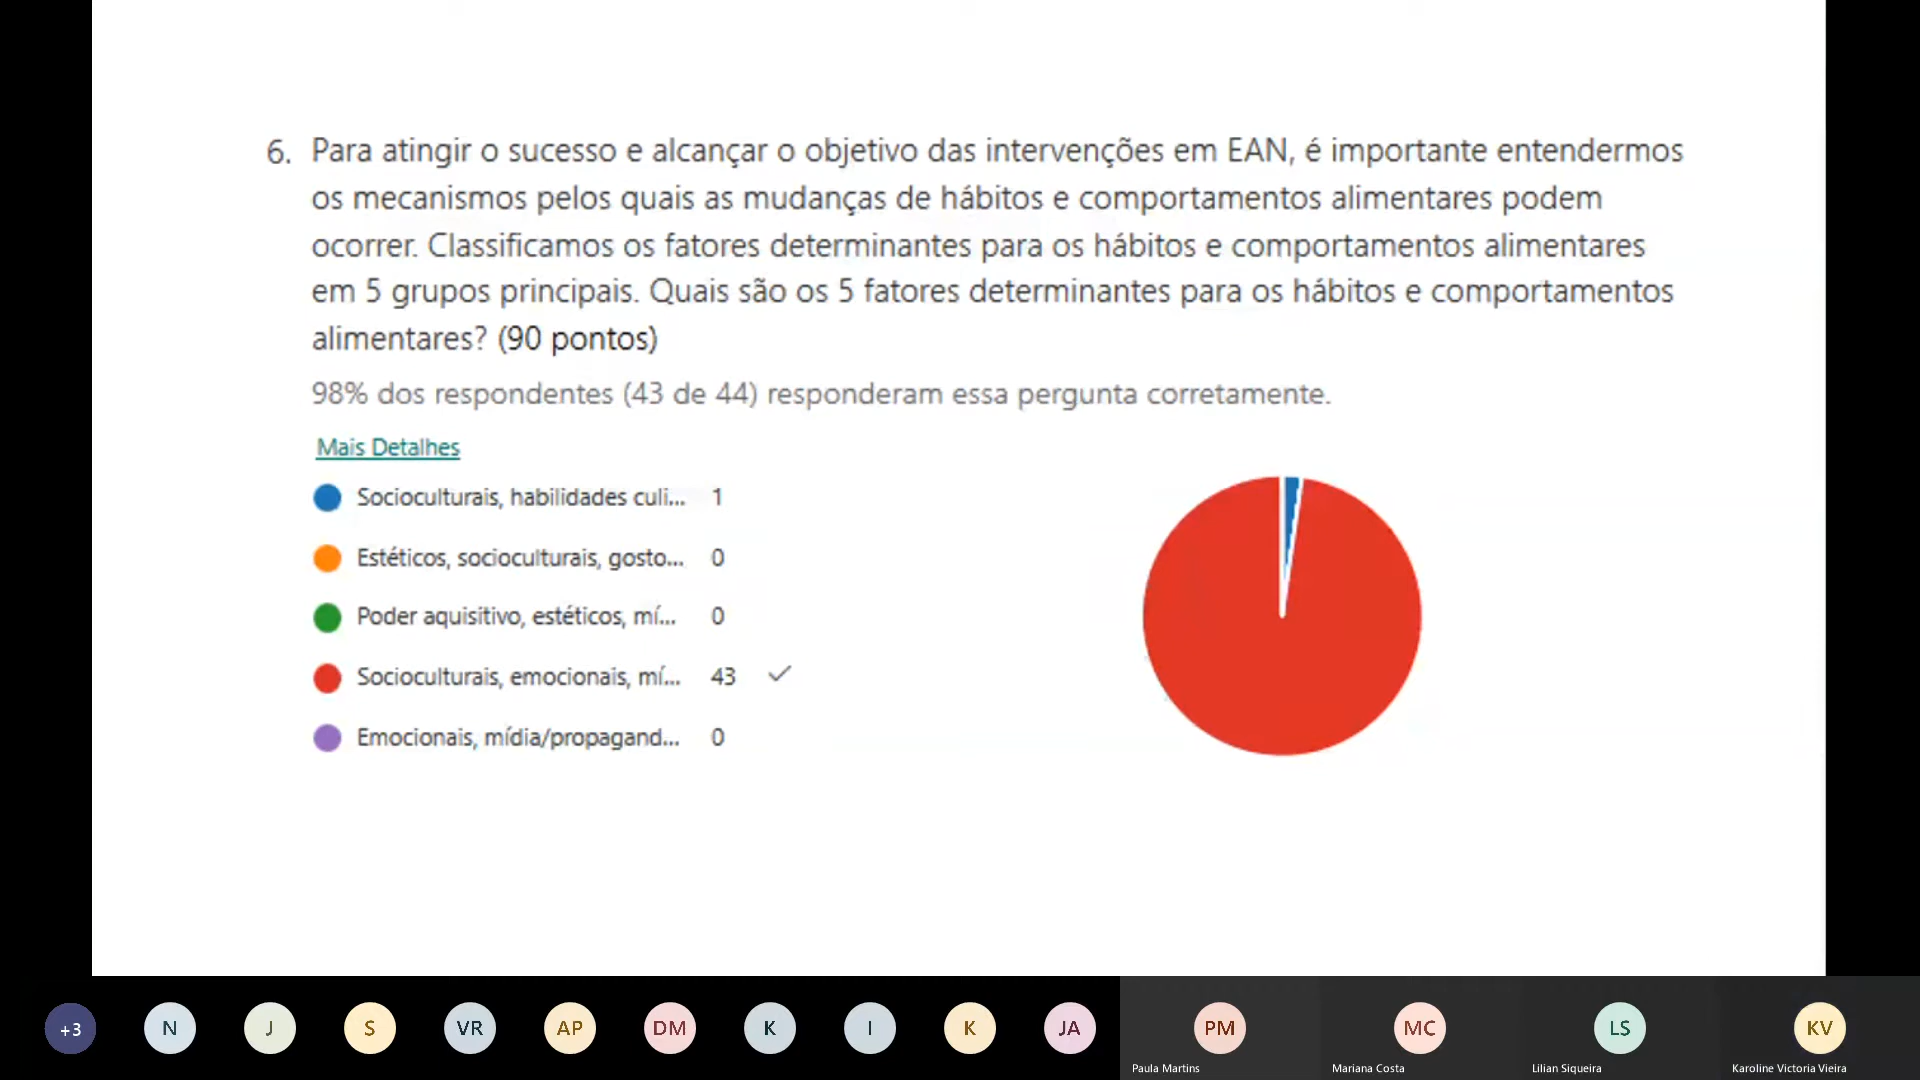 6. Para atingir o sucesso e alcançar o objetivo das intervenções em EAN, é importante entendermos
os mecanismos pelos quais as mudanças de hábitos e comportamentos alimentares podem
ocorrer. Classificamos os fatores determinantes para os hábitos e comportamentos alimentares
em 5 grupos principais. Quais são os 5 fatores determinantes para os hábitos e comportamentos
alimentares? (90 pontos)
98% dos respondentes (43 de 44) responderam essa pergunta corretamente.
Mais Detalhes
Socioculturais, habilidades culi... 1
Estéticos, socioculturais, gosto... 0
Poder aquisitivo, estéticos, mí... 0
Socioculturais, emocionais, mí... 43
Emocionais, mídia/propagand... 0
+3 N J S VR AP DM K I K JA PM MC LS KV
Paula Martins Mariana Costa Lilian Siqueira Karoline Victoria Vieira